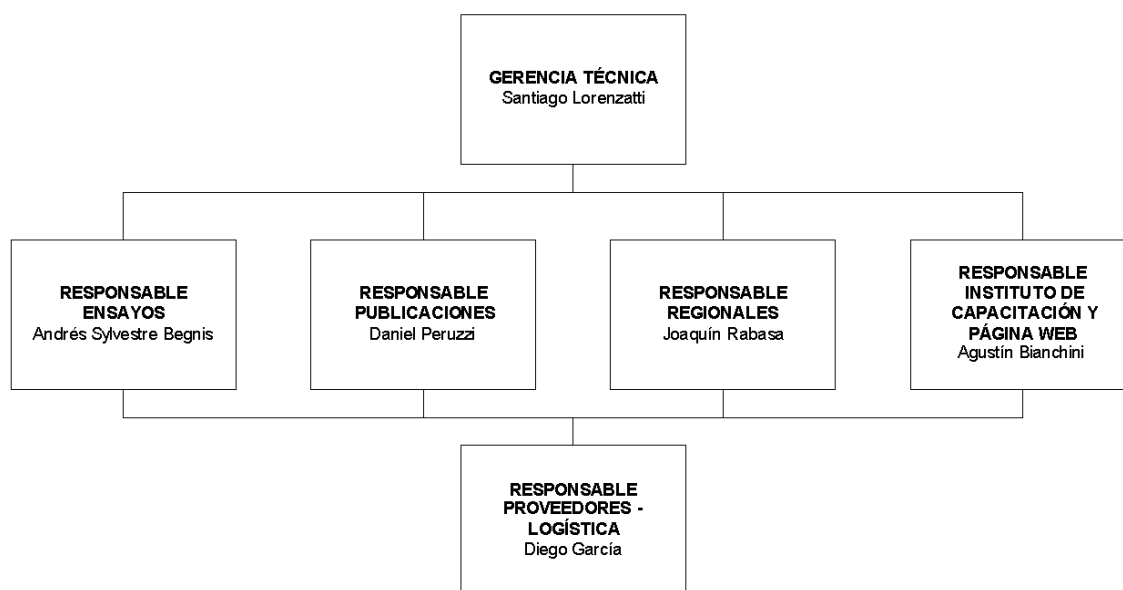 GERENCIA TÉCNICA
Santiago Lorenzatti
RESPONSABLE
ENSAYOS
Andrés Sylvestre Begnis
RESPONSABLE
PUBLICACIONES
Daniel Peruzzi
RESPONSABLE
REGIONALES
Joaquín Rabasa
RESPONSABLE
INSTITUTO DE
CAPACITACIÓN Y
PÁGINA WEB
Agustín Bianchini
RESPONSABLE
PROVEEDORES -
LOGÍSTICA
Diego García